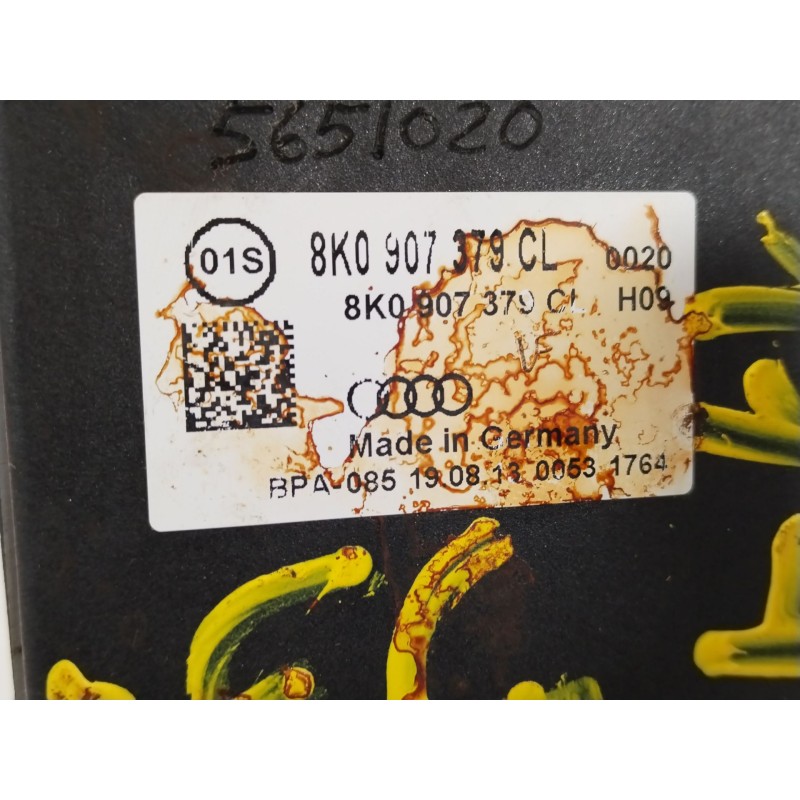 5651020
01S 8K0 907 379 CL 0020
8K0 907 379 CL H09
Made in Germany
BPA-085 19.08.13 0053 1764